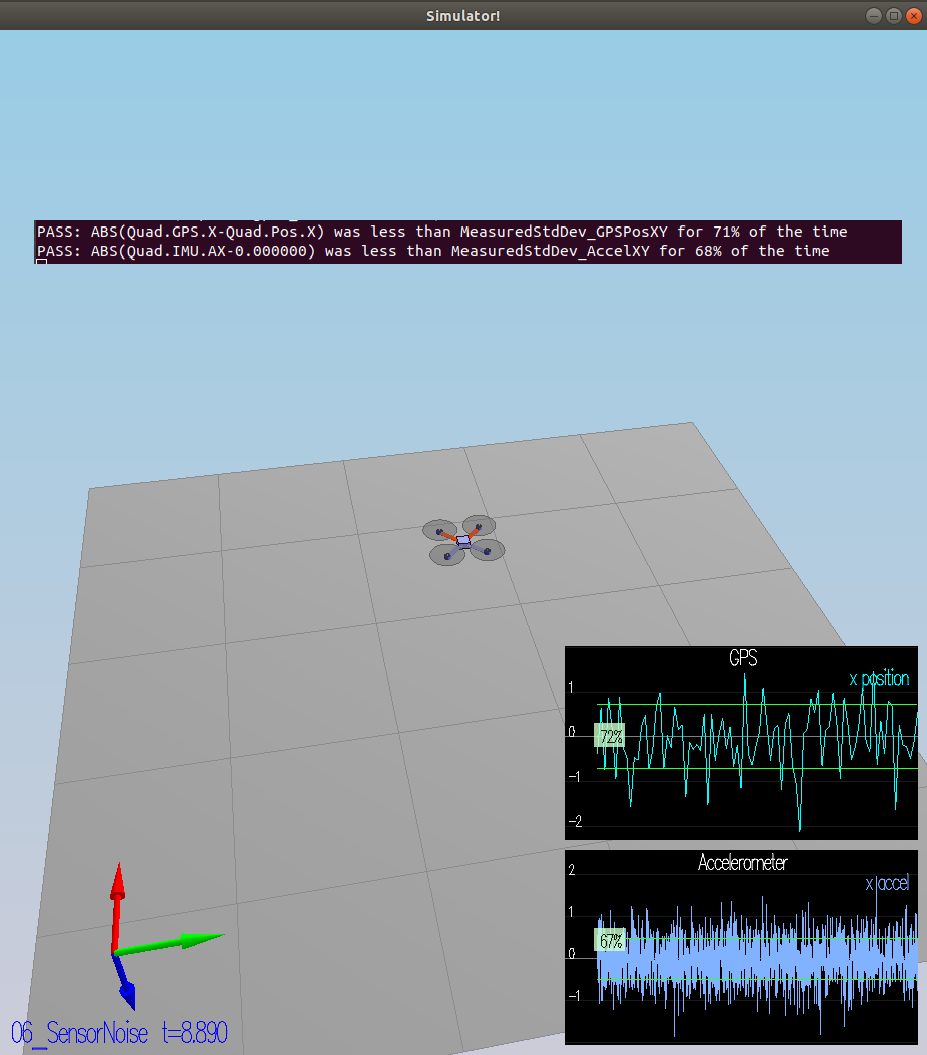 Simulator!
PASS: ABS(Quad.GPS.X-Quad.Pos.X) was less than MeasuredStdDev_GPSPosXY for 71% of the time
PASS: ABS(Quad.IMU.AX-0.000000) was less than MeasuredStdDev_AccelXY for 68% of the time
GPS
x position
1
0
72%
-1
-2
Accelerometer
2
x accel
1
67%
0
-1
06_SensorNoise t=8.890